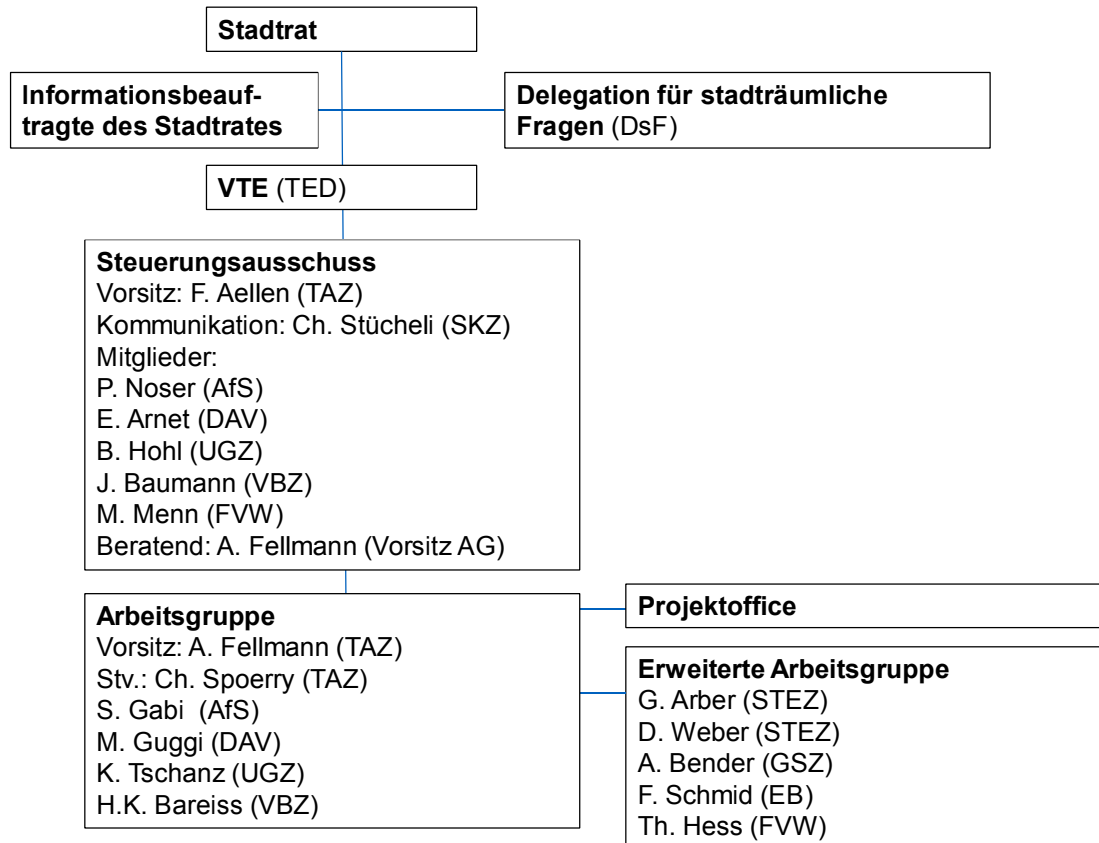 Stadtrat
Informationsbeauf-
tragte des Stadtrates
Delegation für stadträumliche
Fragen (DsF)
VTE (TED)
Steuerungsausschuss
Vorsitz: F. Aellen (TAZ)
Kommunikation: Ch. Stücheli (SKZ)
Mitglieder:
P. Noser (AfS)
E. Arnet (DAV)
B. Hohl (UGZ)
J. Baumann (VBZ)
M. Menn (FVW)
Beratend: A. Fellmann (Vorsitz AG)
Arbeitsgruppe
Vorsitz: A. Fellmann (TAZ)
Stv.: Ch. Spoerry (TAZ)
S. Gabi (AfS)
M. Guggi (DAV)
K. Tschanz (UGZ)
H.K. Bareiss (VBZ)
Projektoffice
Erweiterte Arbeitsgruppe
G. Arber (STEZ)
D. Weber (STEZ)
A. Bender (GSZ)
F. Schmid (EB)
Th. Hess (FVW)